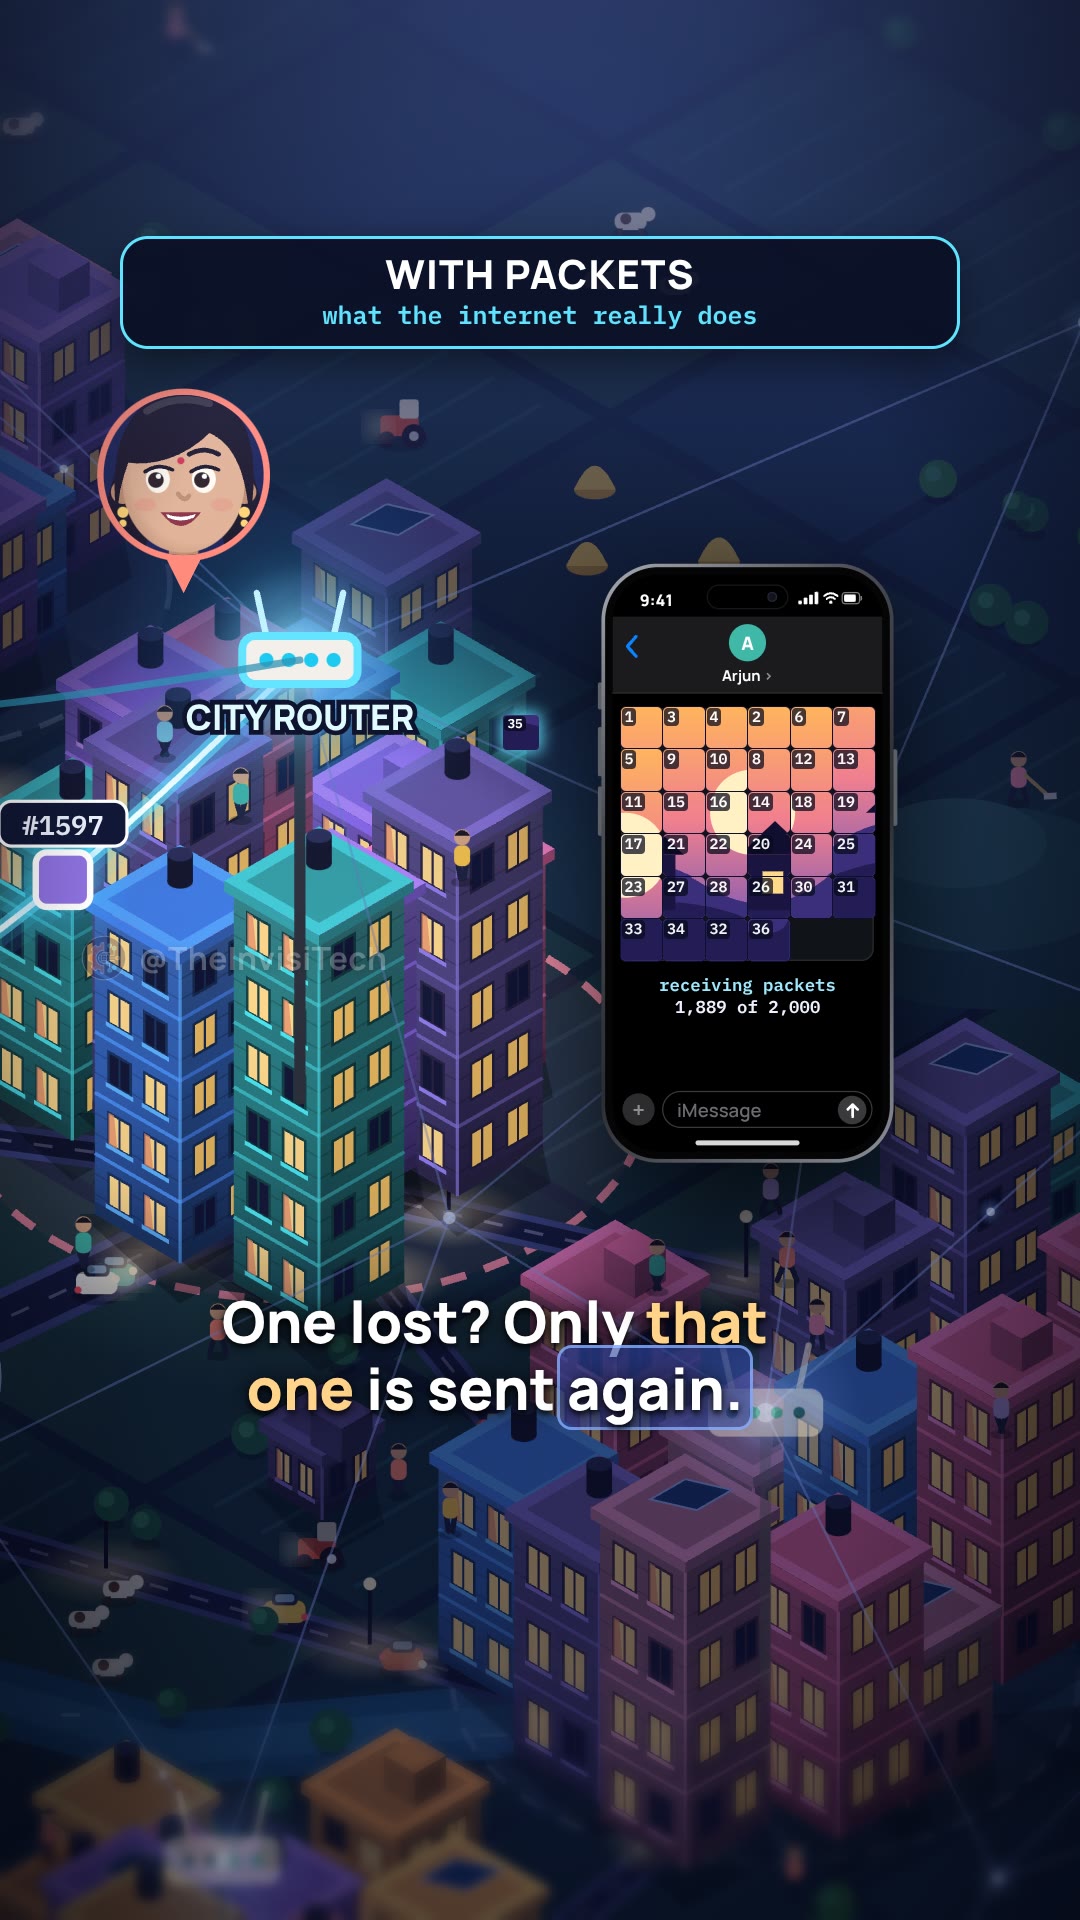 WITH PACKETS
what the internet really does
9:41
A
Arjun ›
CITY ROUTER
35
1 3 4 2 6 7
5 9 10 8 12 13
11 15 16 14 18 19
17 21 22 20 24 25
23 27 28 26 30 31
33 34 32 36
#1597
@TheInvisiTech
receiving packets
1,889 of 2,000
iMessage
One lost? Only that
one is sent again.